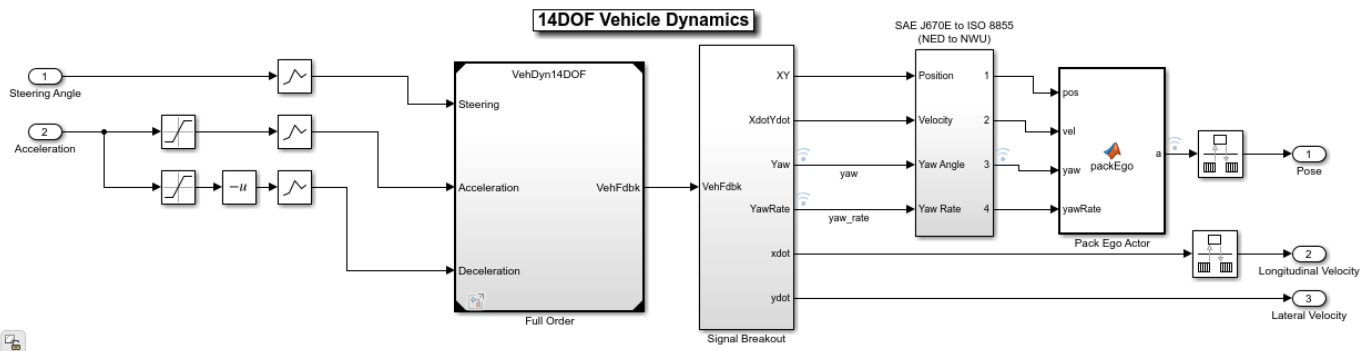 14DOF Vehicle Dynamics
1
Steering Angle
2
Acceleration
-u
VehDyn14DOF
Steering
Acceleration
Deceleration
VehFdbk
Full Order
VehFdbk
XY
XdotYdot
Yaw
YawRate
xdot
ydot
Signal Breakout
yaw
yaw_rate
SAE J670E to ISO 8855
(NED to NWU)
Position 1
Velocity 2
Yaw Angle 3
Yaw Rate 4
pos
vel
yaw
yawRate
packEgo
a
Pack Ego Actor
1
Pose
2
Longitudinal Velocity
3
Lateral Velocity